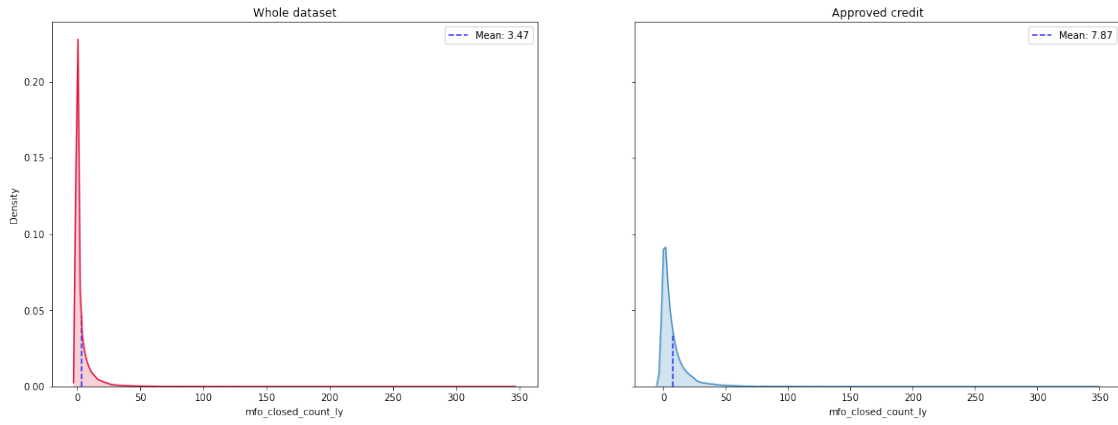 Whole dataset
Mean: 3.47
0.20
0.15
0.10
0.05
0.00
Density
0 50 100 150 200 250 300 350
mfo_closed_count_ly
Approved credit
Mean: 7.87
0 50 100 150 200 250 300 350
mfo_closed_count_ly